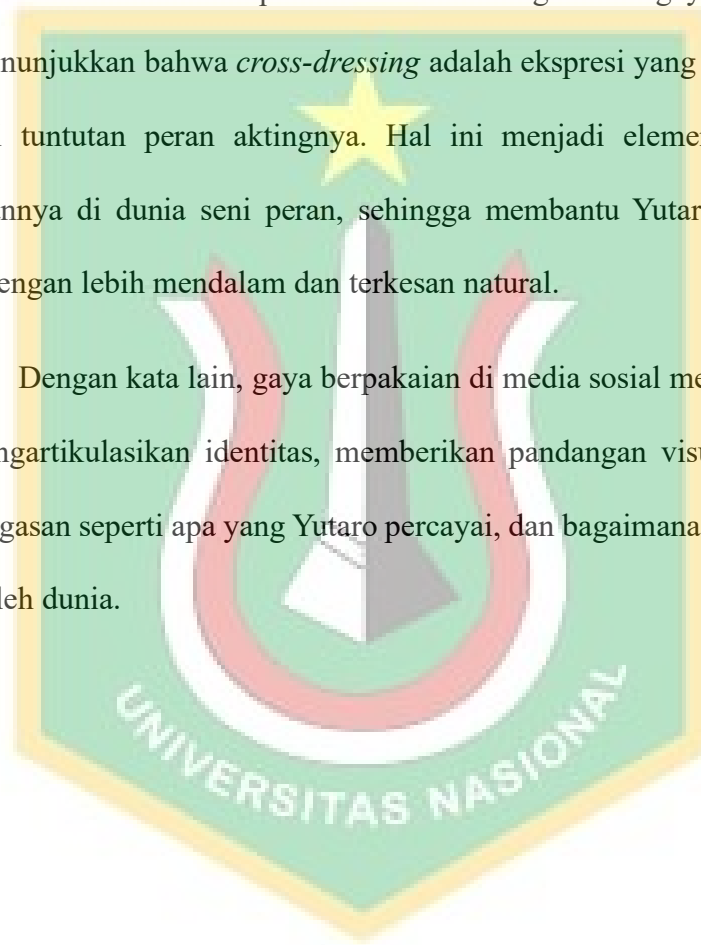 nunjukkan bahwa cross-dressing adalah ekspresi yang
tuntutan peran aktingnya. Hal ini menjadi eleme
nnya di dunia seni peran, sehingga membantu Yutar
engan lebih mendalam dan terkesan natural.
Dengan kata lain, gaya berpakaian di media sosial me
ngartikulasikan identitas, memberikan pandangan vis
gasan seperti apa yang Yutaro percayai, dan bagaimana
leh dunia.
UNIVERSITAS NASIONAL